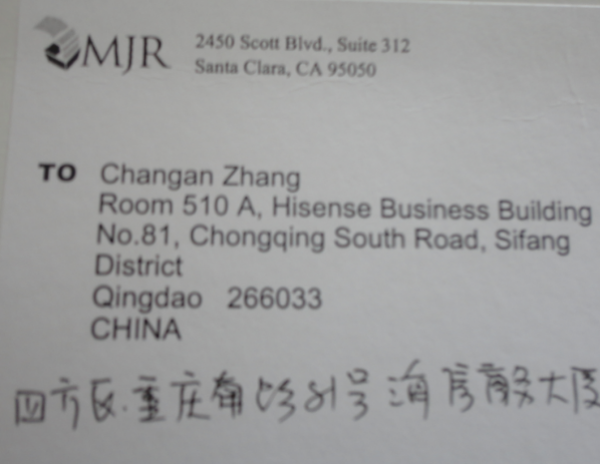 MJR
2450 Scott Blvd., Suite 312
Santa Clara, CA 95050
TO Changan Zhang
Room 510 A, Hisense Business Building
No.81, Chongqing South Road, Sifang
District
Qingdao 266033
CHINA
四方区.重庆南路81号海信商务大厦